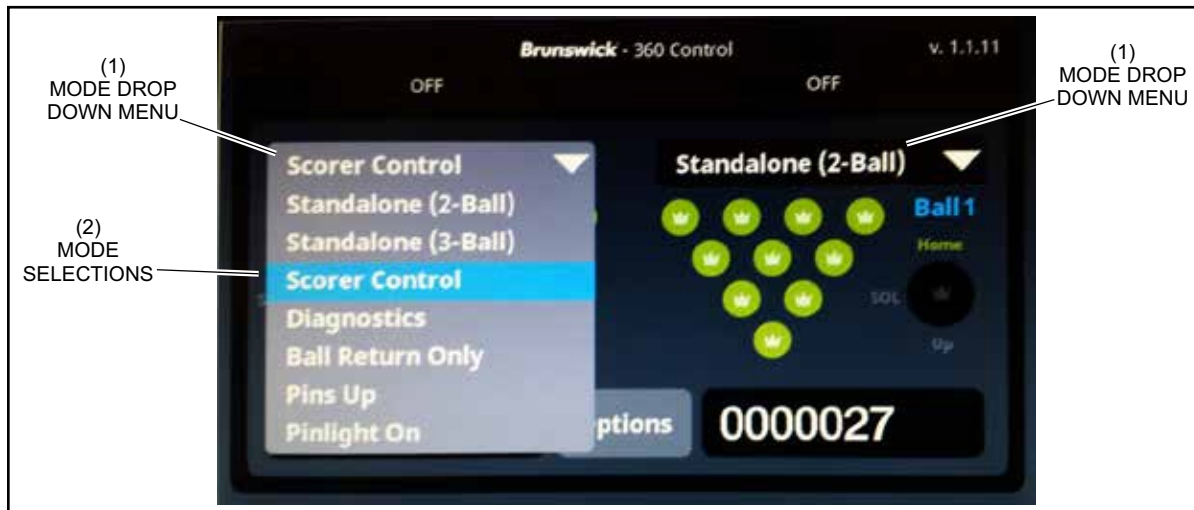 Brunswick - 360 Control
v. 1.1.11
(1)
MODE DROP
DOWN MENU
OFF
OFF
(1)
MODE DROP
DOWN MENU
Scorer Control
Standalone (2-Ball)
Standalone (3-Ball)
Scorer Control
Diagnostics
Ball Return Only
Pins Up
Pinlight On
(2)
MODE
SELECTIONS
Standalone (2-Ball)
Ball 1
Home
SOL
Up
ptions
0000027